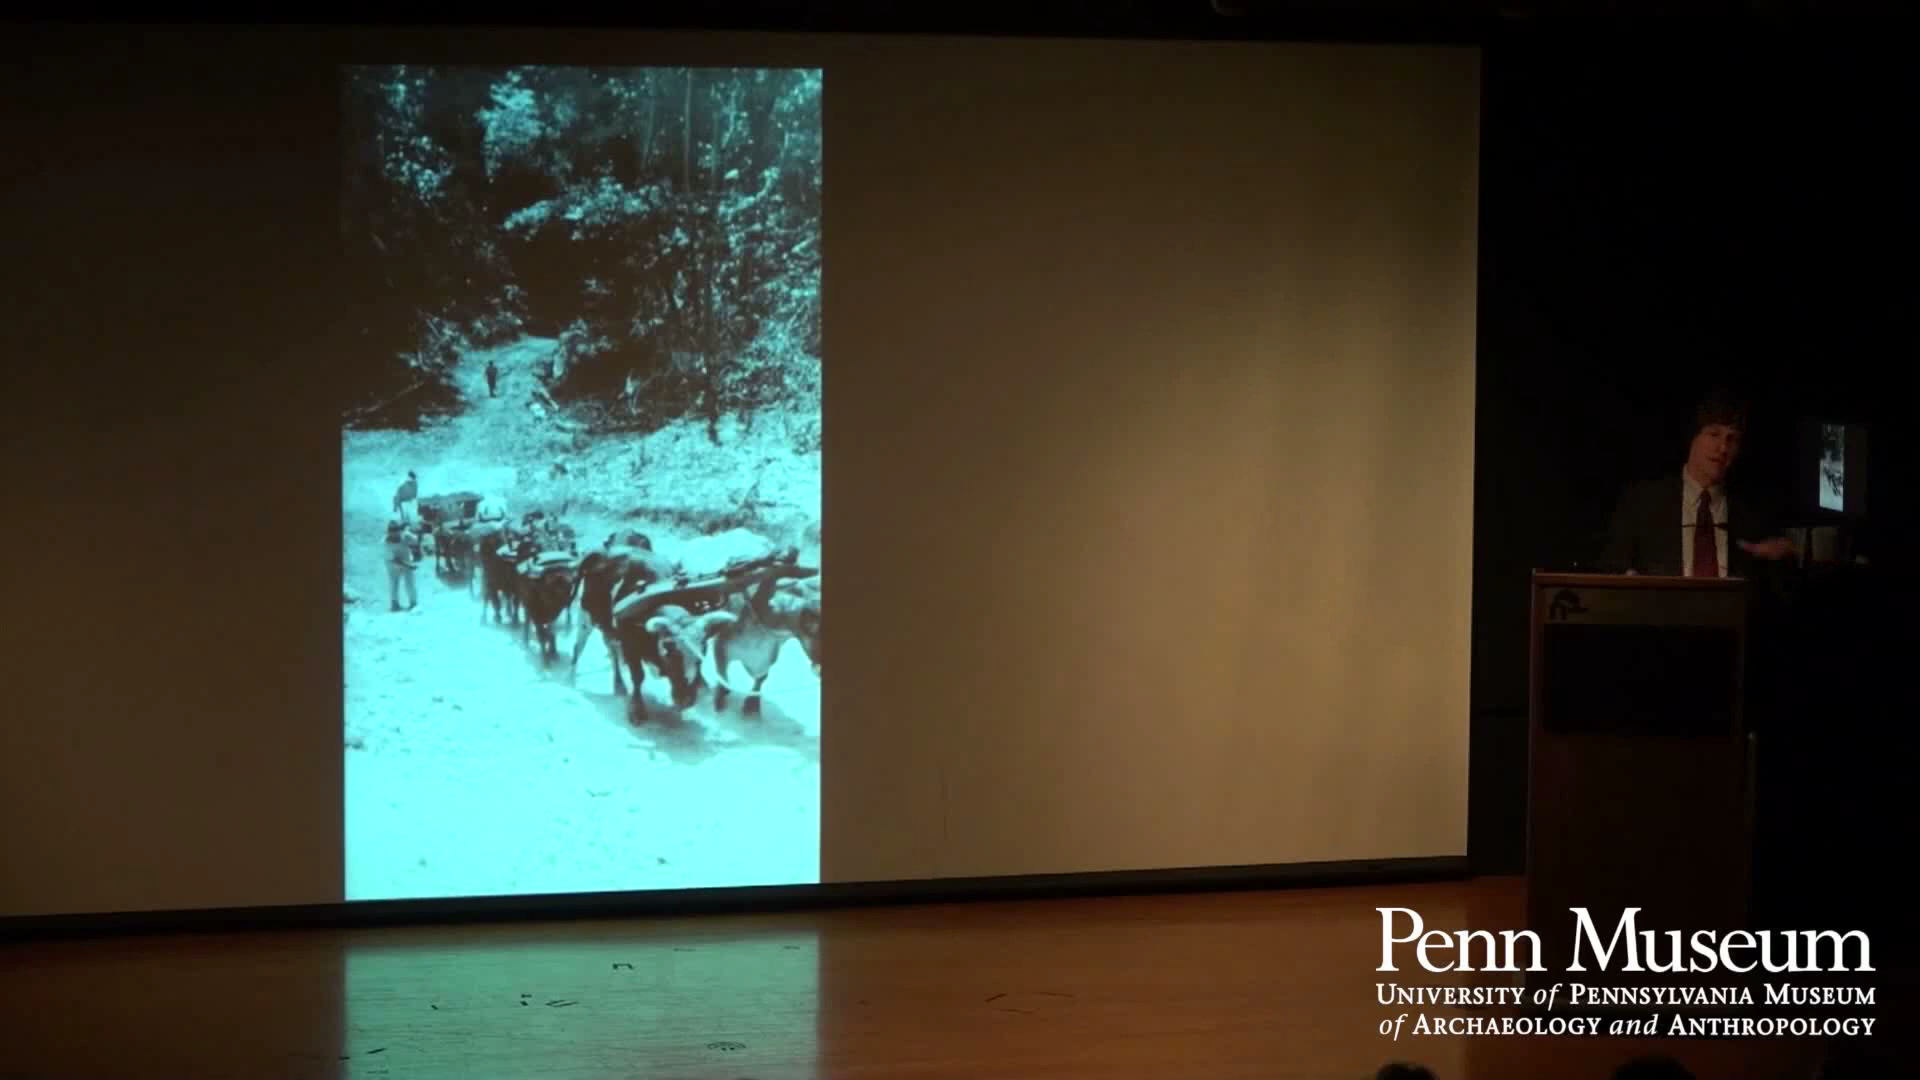 Penn Museum
UNIVERSITY of PENNSYLVANIA MUSEUM
of ARCHAEOLOGY and ANTHROPOLOGY